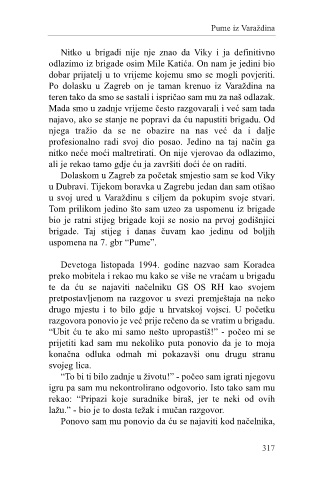 Pume iz Varaždina
Nitko u brigadi nije nje znao da Viky i ja definitivno
odlazimo iz brigade osim Mile Katića. On nam je jedini bio
dobar prijatelj u to vrijeme kojemu smo se mogli povjeriti.
Po dolasku u Zagreb on je taman krenuo iz Varaždina na
teren tako da smo se sastali i ispričao sam mu za naš odlazak.
Mada smo u zadnje vrijeme često razgovarali i već sam tada
najavo, ako se stanje ne popravi da ću napustiti brigadu. Od
njega tražio da se ne obazire na nas već da i dalje
profesionalno radi svoj dio posao. Jedino na taj način ga
nitko neće moći maltretirati. On nije vjerovao da odlazimo,
ali je rekao tamo gdje ću ja završiti doći će on raditi.
Dolaskom u Zagreb za početak smjestio sam se kod Viky
u Dubravi. Tijekom boravka u Zagrebu jedan dan sam otišao
u svoj ured u Varaždinu s ciljem da pokupim svoje stvari.
Tom prilikom jedino što sam uzeo za uspomenu iz brigade
bio je ratni stijeg brigade koji se nosio na prvoj godišnjici
brigade. Taj stijeg i danas čuvam kao jedinu od boljih
uspomena na 7. gbr “Pume”.
Devetoga listopada 1994. godine nazvao sam Koradea
preko mobitela i rekao mu kako se više ne vraćam u brigadu
te da ću se najaviti načelniku GS OS RH kao svojem
pretpostavljenom na razgovor u svezi premještaja na neko
drugo mjestu i to bilo gdje u hrvatskoj vojsci. U početku
razgovora ponovio je već prije rečeno da se vratim u brigadu.
“Ubit ću te ako mi samo nešto upropastiš!” - počeo mi se
prijetiti kad sam mu nekoliko puta ponovio da je to moja
konačna odluka odmah mi pokazavši onu drugu stranu
svojeg lica.
“To bi ti bilo zadnje u životu!” - počeo sam igrati njegovu
igru pa sam mu nekontrolirano odgovorio. Isto tako sam mu
rekao: “Pripazi koje suradnike biraš, jer te neki od ovih
lažu.” - bio je to dosta težak i mučan razgovor.
Ponovo sam mu ponovio da ću se najaviti kod načelnika,
317